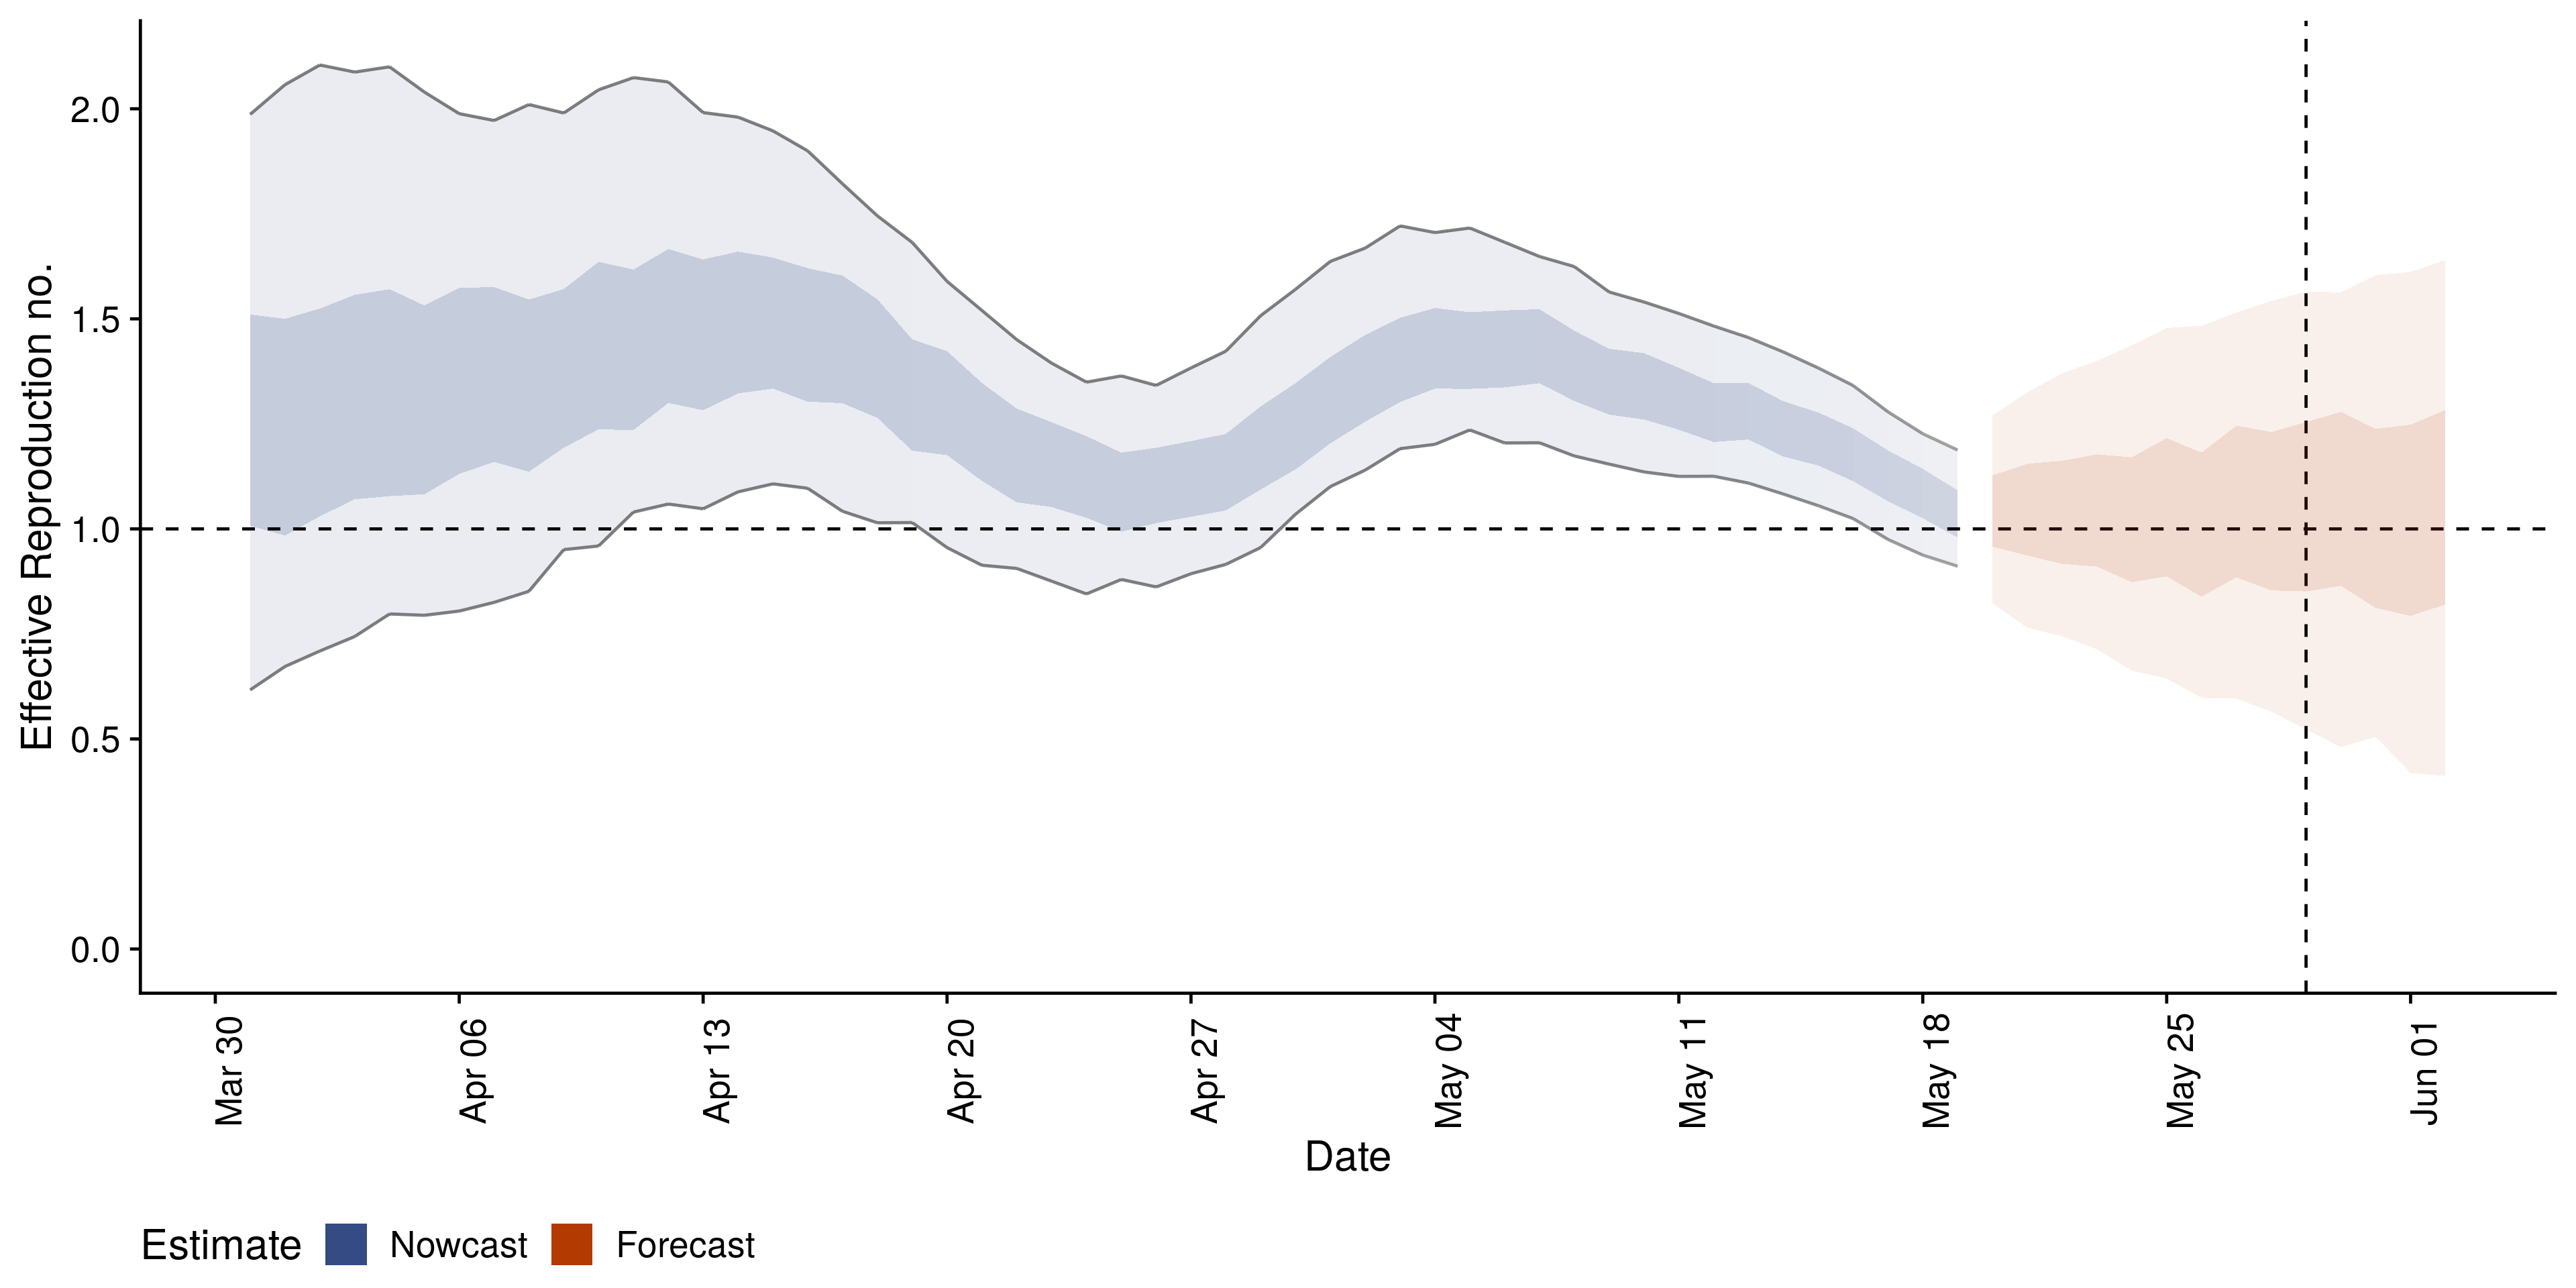 Effective Reproduction no.
2.0
1.5
1.0
0.5
0.0
Mar 30
Apr 06
Apr 13
Apr 20
Apr 27
May 04
May 11
May 18
May 25
Jun 01
Date
Estimate Nowcast Forecast